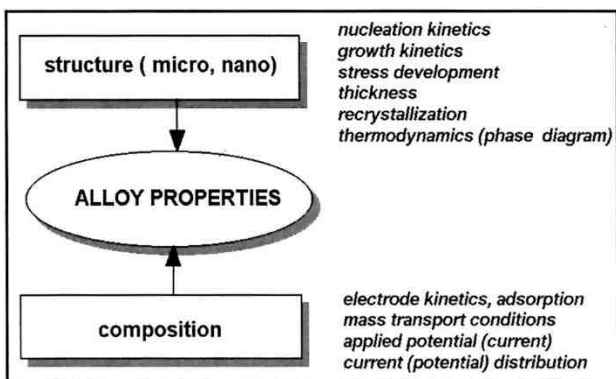 structure ( micro, nano)
nucleation kinetics
growth kinetics
stress development
thickness
recrystallization
thermodynamics (phase diagram)
ALLOY PROPERTIES
composition
electrode kinetics, adsorption
mass transport conditions
applied potential (current)
current (potential) distribution